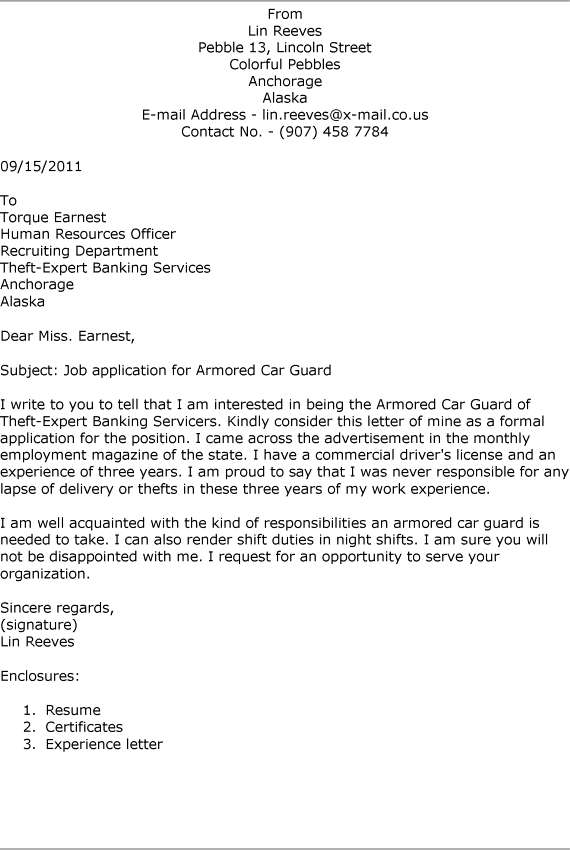 From
Lin Reeves
Pebble 13, Lincoln Street
Colorful Pebbles
Anchorage
Alaska
E-mail Address - lin.reeves@x-mail.co.us
Contact No. - (907) 458 7784
09/15/2011
To
Torque Earnest
Human Resources Officer
Recruiting Department
Theft-Expert Banking Services
Anchorage
Alaska
Dear Miss. Earnest,
Subject: Job application for Armored Car Guard
I write to you to tell that I am interested in being the Armored Car Guard of
Theft-Expert Banking Servicers. Kindly consider this letter of mine as a formal
application for the position. I came across the advertisement in the monthly
employment magazine of the state. I have a commercial driver's license and an
experience of three years. I am proud to say that I was never responsible for any
lapse of delivery or thefts in these three years of my work experience.
I am well acquainted with the kind of responsibilities an armored car guard is
needed to take. I can also render shift duties in night shifts. I am sure you will
not be disappointed with me. I request for an opportunity to serve your
organization.
Sincere regards,
(signature)
Lin Reeves
Enclosures:
1. Resume
2. Certificates
3. Experience letter